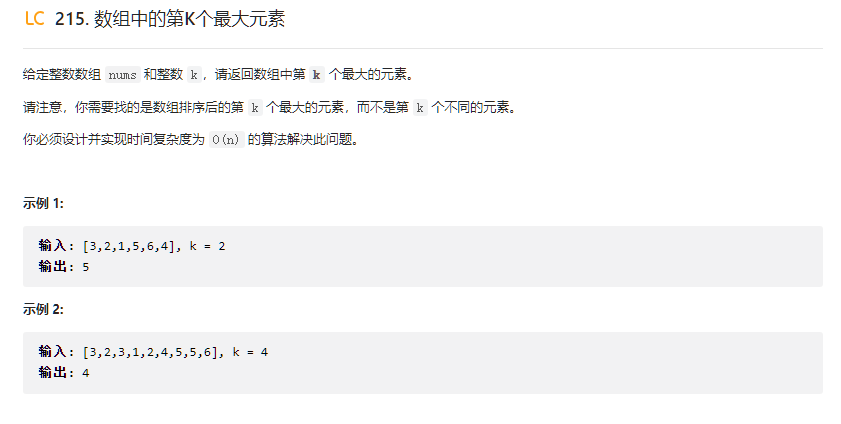 LC 215. 数组中的第K个最大元素
给定整数数组 nums 和整数 k，请返回数组中第 k 个最大的元素。
请注意，你需要找的是数组排序后的第 k 个最大的元素，而不是第 k 个不同的元素。
你必须设计并实现时间复杂度为 O(n) 的算法解决此问题。
示例 1:
输入: [3,2,1,5,6,4], k = 2
输出: 5
示例 2:
输入: [3,2,3,1,2,4,5,5,6], k = 4
输出: 4